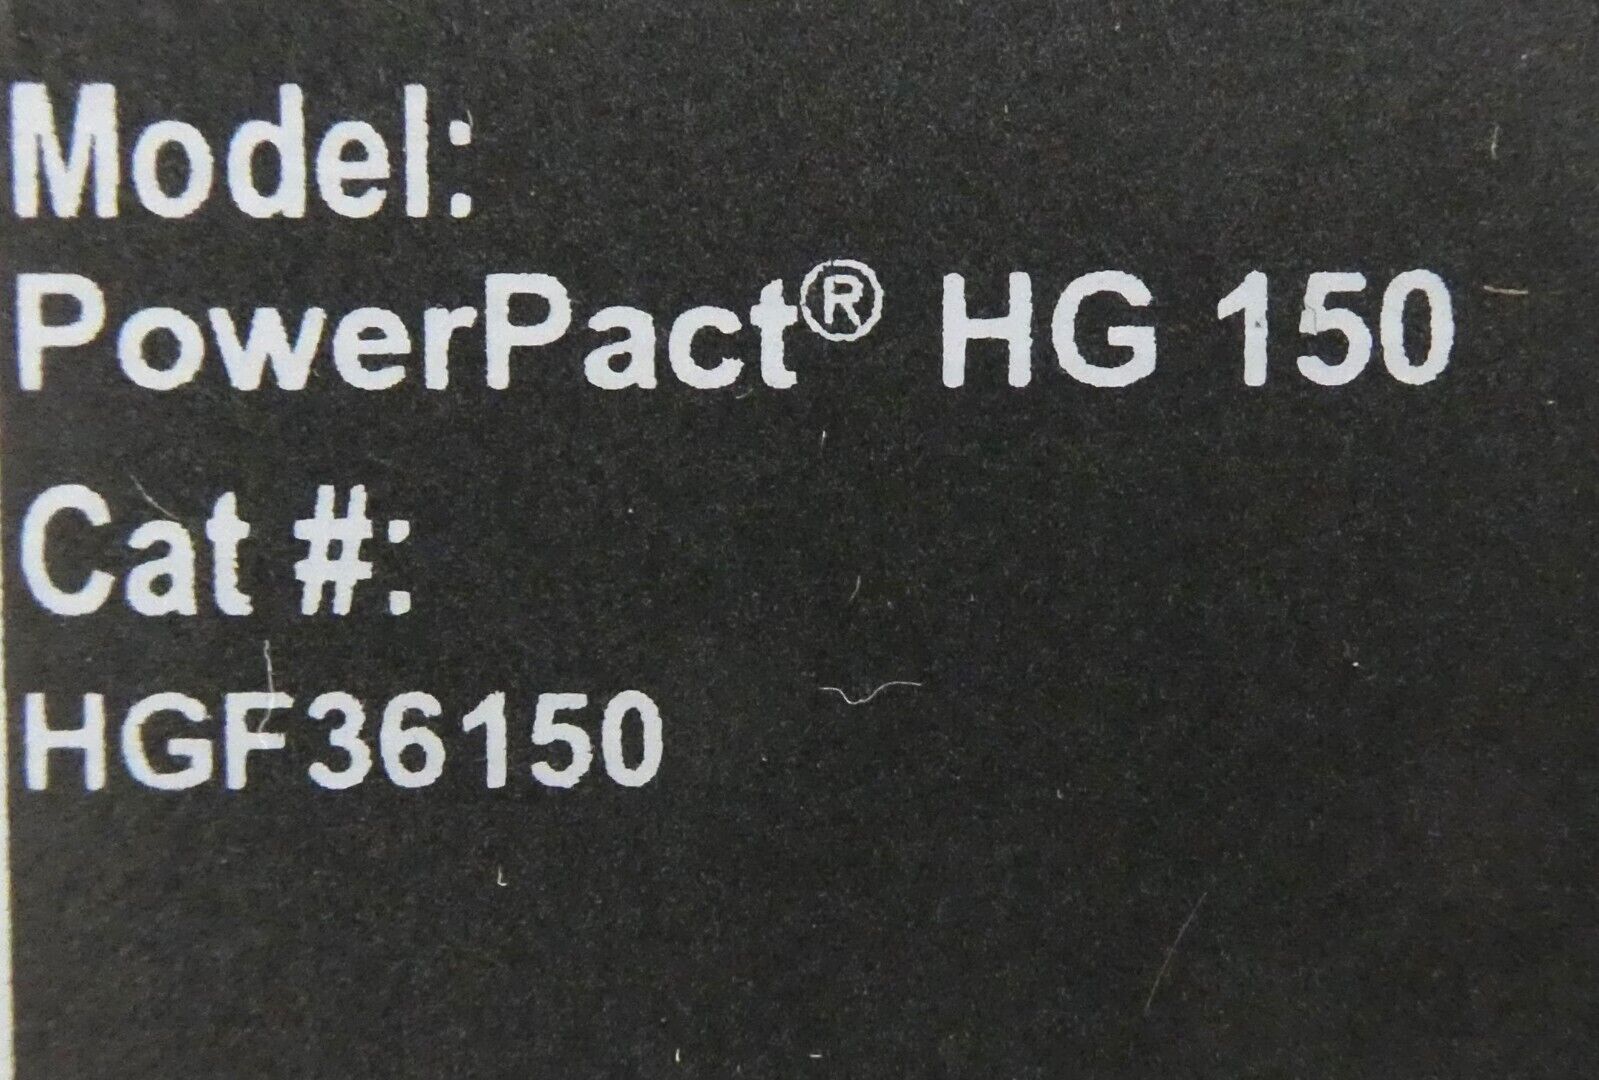 Model:
PowerPact® HG 150
Cat #:
HGF36150